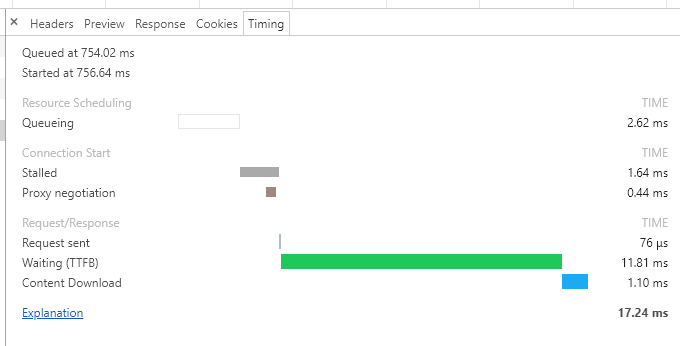 × Headers Preview Response Cookies Timing
Queued at 754.02 ms
Started at 756.64 ms
Resource Scheduling TIME
Queueing 2.62 ms
Connection Start TIME
Stalled 1.64 ms
Proxy negotiation 0.44 ms
Request/Response TIME
Request sent 76 µs
Waiting (TTFB) 11.81 ms
Content Download 1.10 ms
Explanation 17.24 ms